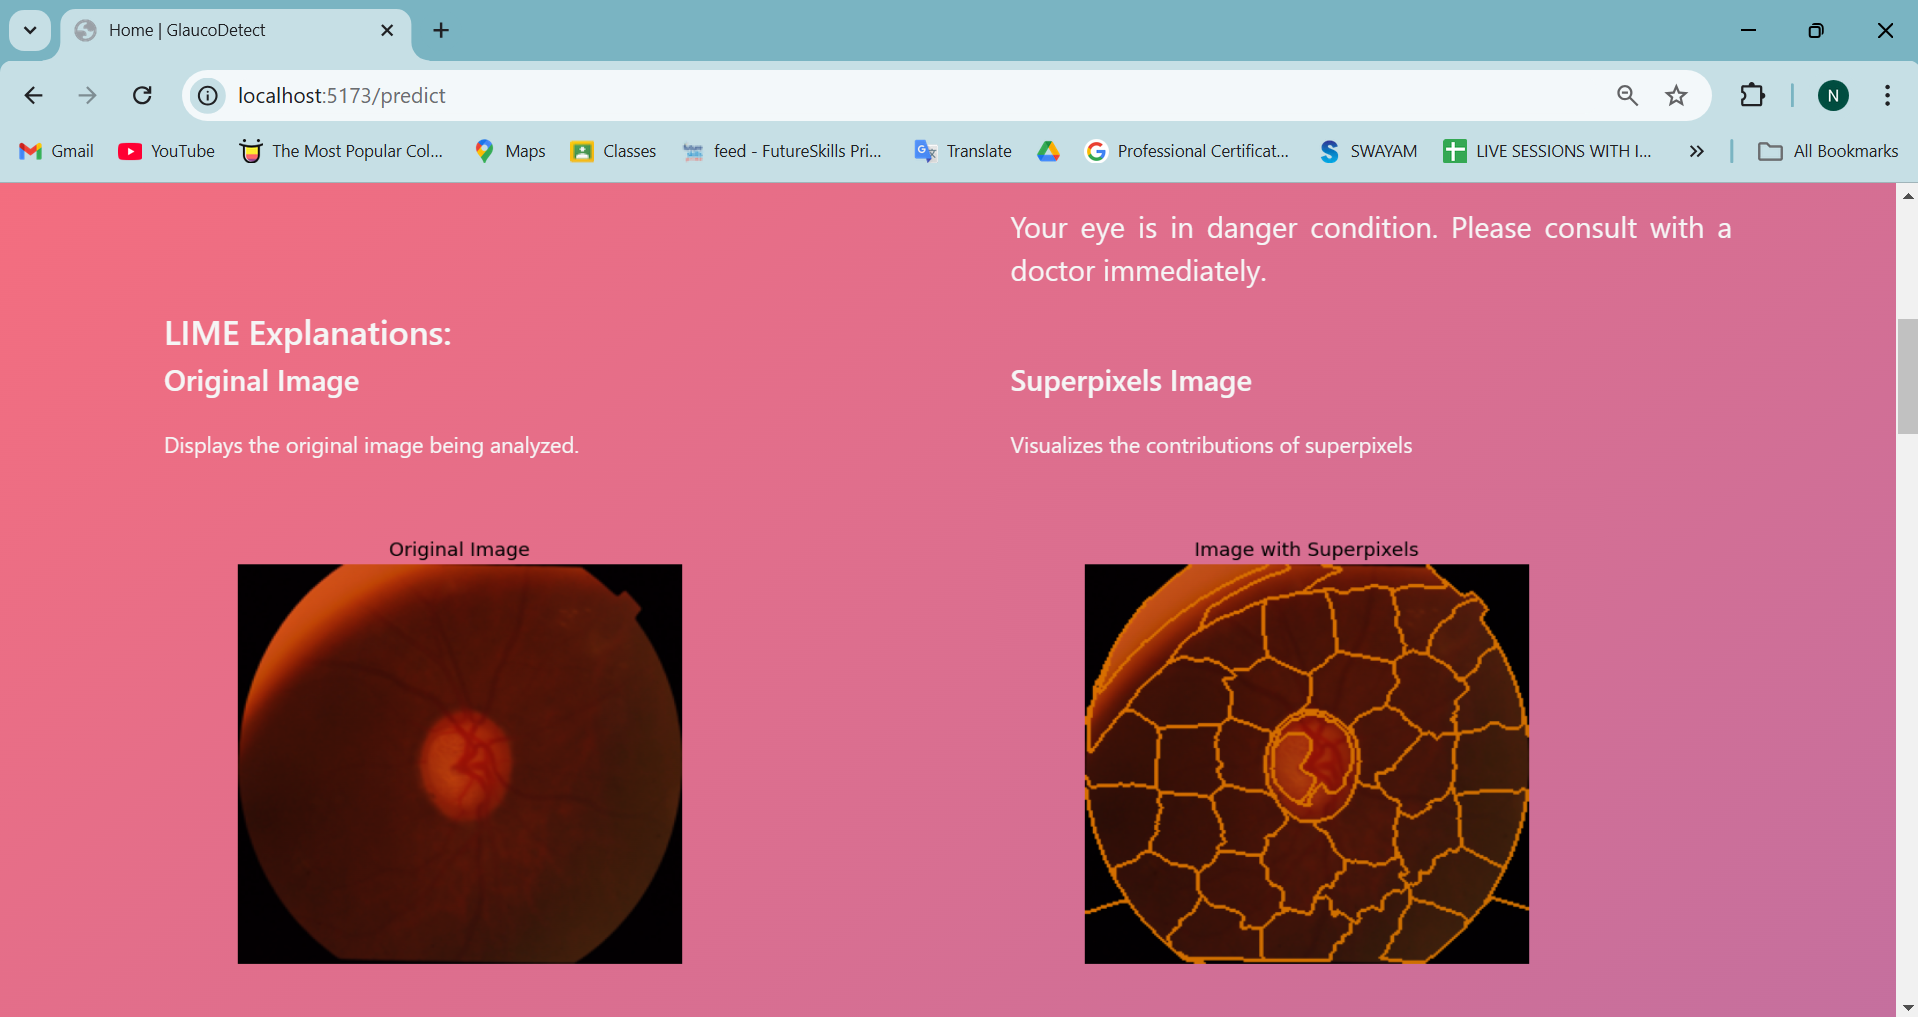 Home | GlaucoDetect
localhost:5173/predict
N
Gmail
YouTube
The Most Popular Col...
Maps
Classes
feed - FutureSkills Pri...
Translate
Professional Certificat...
SWAYAM
LIVE SESSIONS WITH I...
All Bookmarks
Your eye is in danger condition. Please consult with a
doctor immediately.
LIME Explanations:
Original Image
Superpixels Image
Displays the original image being analyzed.
Visualizes the contributions of superpixels
Original Image
Image with Superpixels